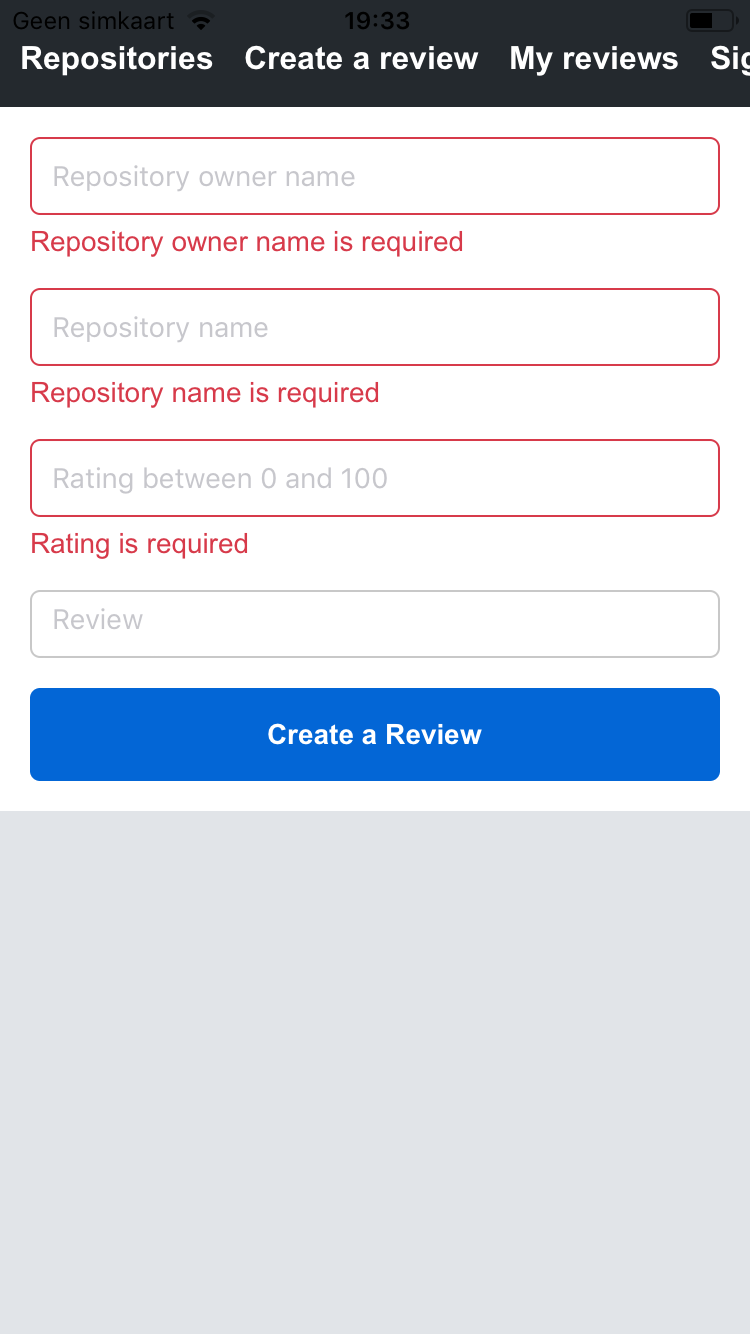 Geen simkaart 19:33
Repositories Create a review My reviews Sig
Repository owner name
Repository owner name is required
Repository name
Repository name is required
Rating between 0 and 100
Rating is required
Review
Create a Review